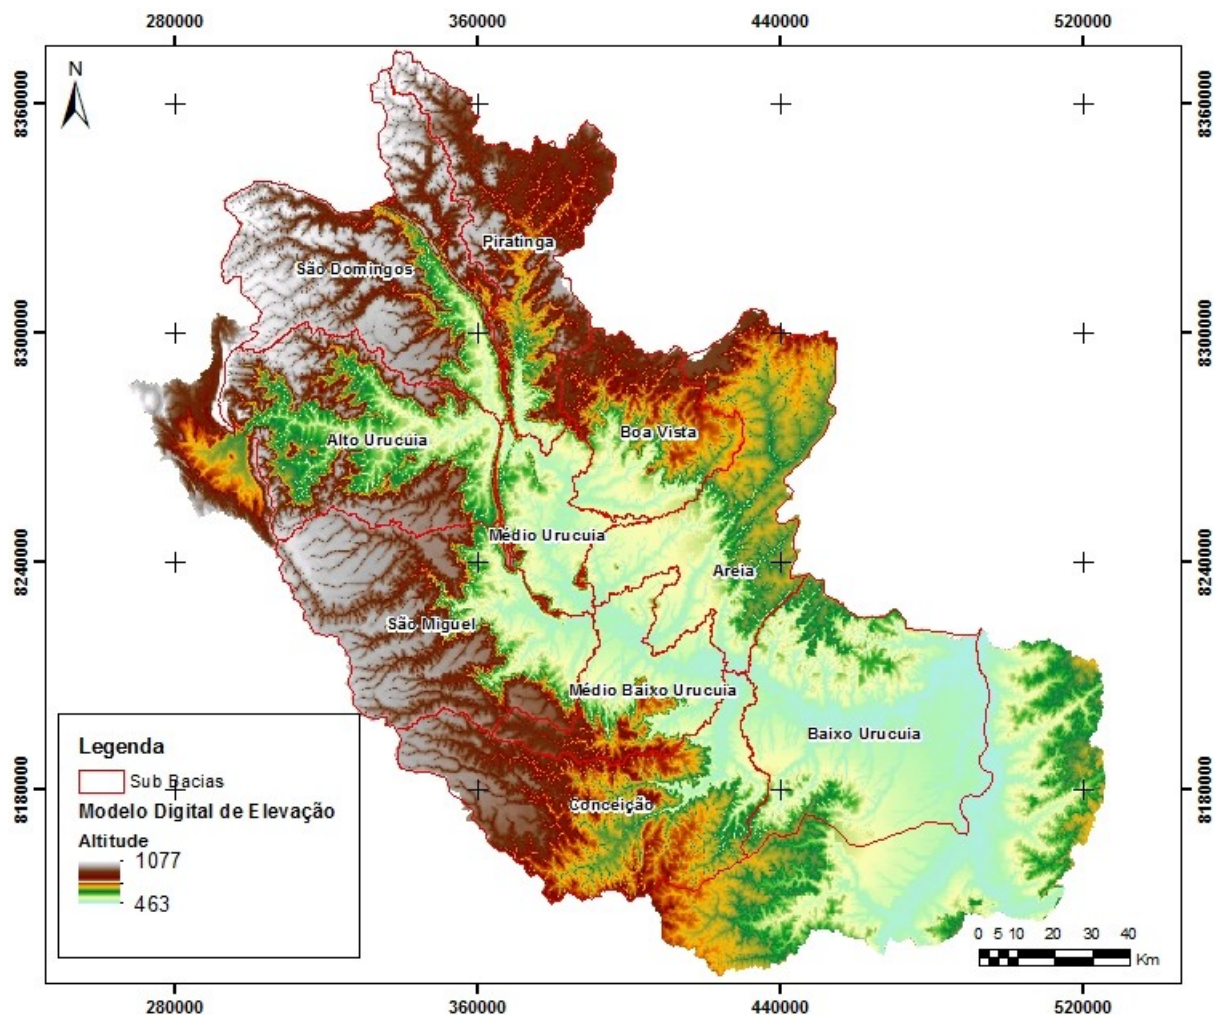 280000 360000 440000 520000
N
8360000 8360000
Piratinga
São Domingos
8300000 8300000
Boa Vista
Alto Urucuia
Médio Urucuia
8240000 8240000
Areia
São Miguel
Médio Baixo Urucuia
Baixo Urucuia
Legenda
Sub Bacias
8180000 8180000
Modelo Digital de Elevação
Conceição
Altitude
1077
463
0 5 10 20 30 40
Km
280000 360000 440000 520000